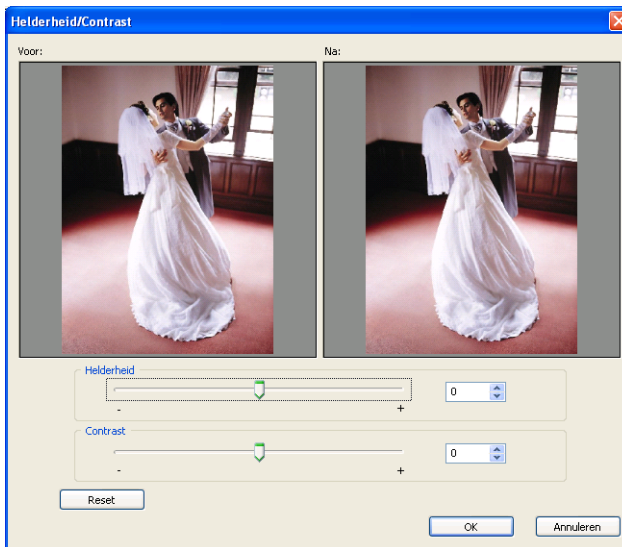 Helderheid/Contrast
Voor:
Na:
Helderheid
0
-
+
Contrast
0
-
+
Reset
OK
Annuleren